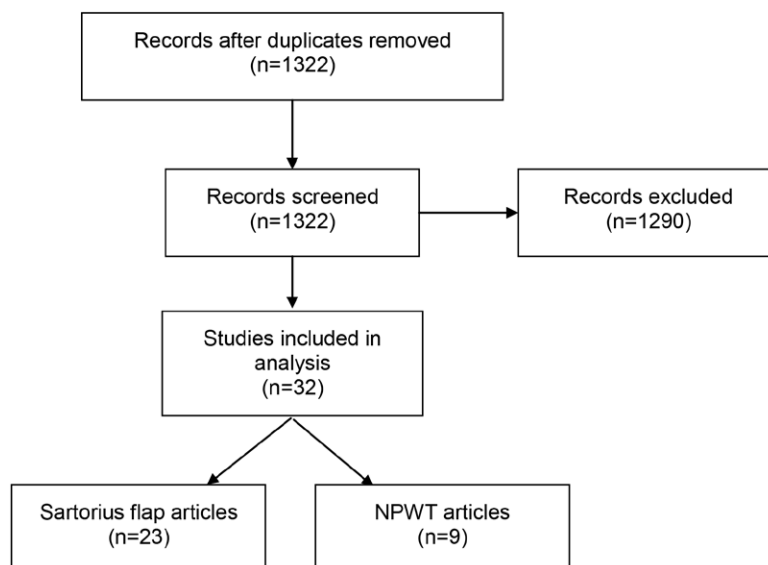 Records after duplicates removed
(n=1322)
Records screened
(n=1322)
Records excluded
(n=1290)
Studies included in
analysis
(n=32)
Sartorius flap articles
(n=23)
NPWT articles
(n=9)